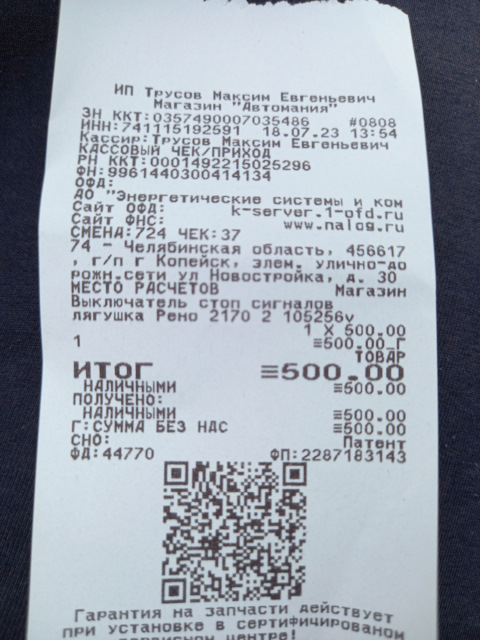 ИП Трусов Максим Евгеньевич
Магазин "Автомания"
ЗН ККТ:0357490007035486 #0808
ИНН:741115192591 18.07.23 13:54
Кассир:Трусов Максим Евгеньевич
КАССОВЫЙ ЧЕК/ПРИХОД
РН ККТ:0001492215025296
ФН:9961440300414134
ОФД:
АО "Энергетические системы и ком
Сайт ОФД: k-server.1-ofd.ru
Сайт ФНС: www.nalog.ru
СМЕНА:724 ЧЕК:37
74 - Челябинская область, 456617
, г/п г Копейск, элем. улично-до
рожн.сети ул Новостройка, д. 30
МЕСТО РАСЧЕТОВ Магазин
Выключатель стоп сигналов
лягушка Рено 2170 2 105256v
1 X 500.00
1 ≡500.00_Г
ТОВАР
ИТОГ ≡500.00
НАЛИЧНЫМИ ≡500.00
ПОЛУЧЕНО:
НАЛИЧНЫМИ ≡500.00
Г:СУММА БЕЗ НДС ≡500.00
СНО: Патент
ФД:44770 ФП:2287183143
Гарантия на запчасти действует
при установке в сертифицированом
сервисном центре!